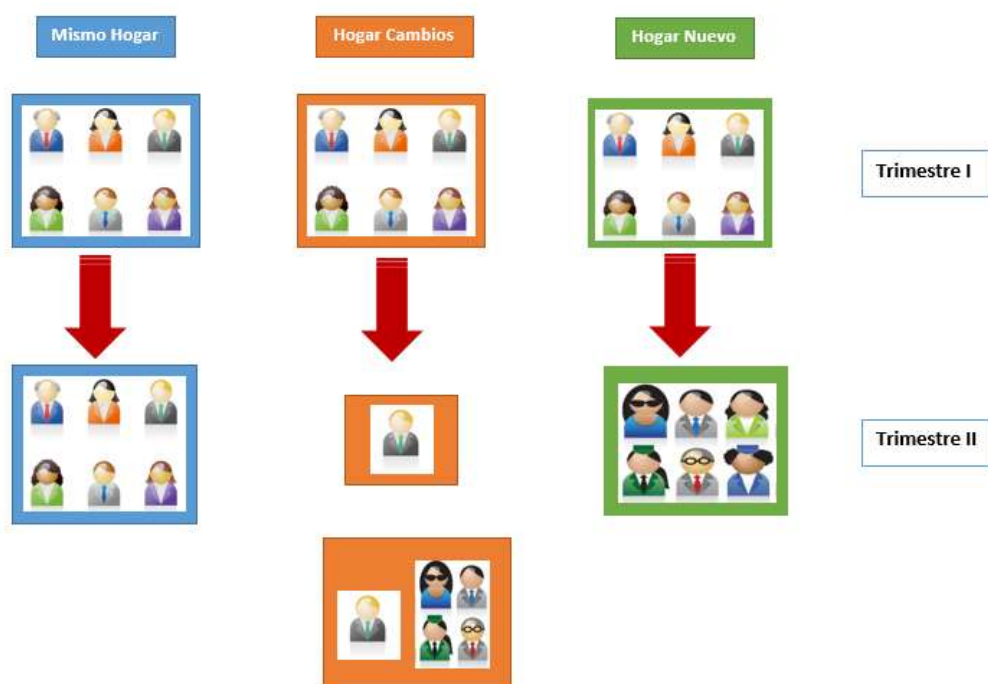 Mismo Hogar
Hogar Cambios
Hogar Nuevo
Trimestre I
Trimestre II